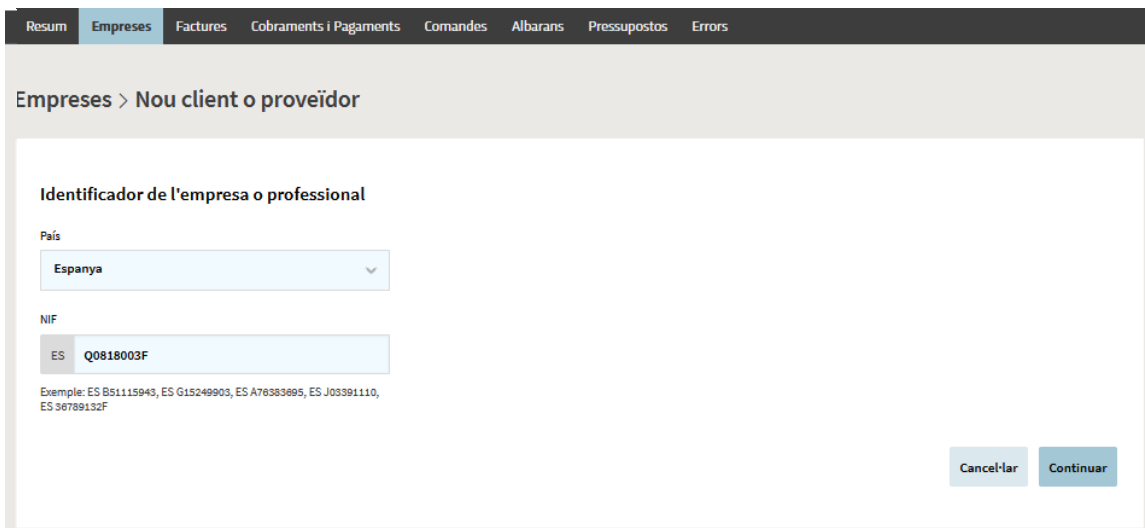 Resum Empreses Factures Cobraments i Pagaments Comandes Albarans Pressupostos Errors
Empreses > Nou client o proveïdor
Identificador de l'empresa o professional
País
Espanya
NIF
ES Q0818003F
Exemple: ES B51115943, ES G15249903, ES A76383695, ES J03391110,
ES 36789132F
Cancel·lar Continuar